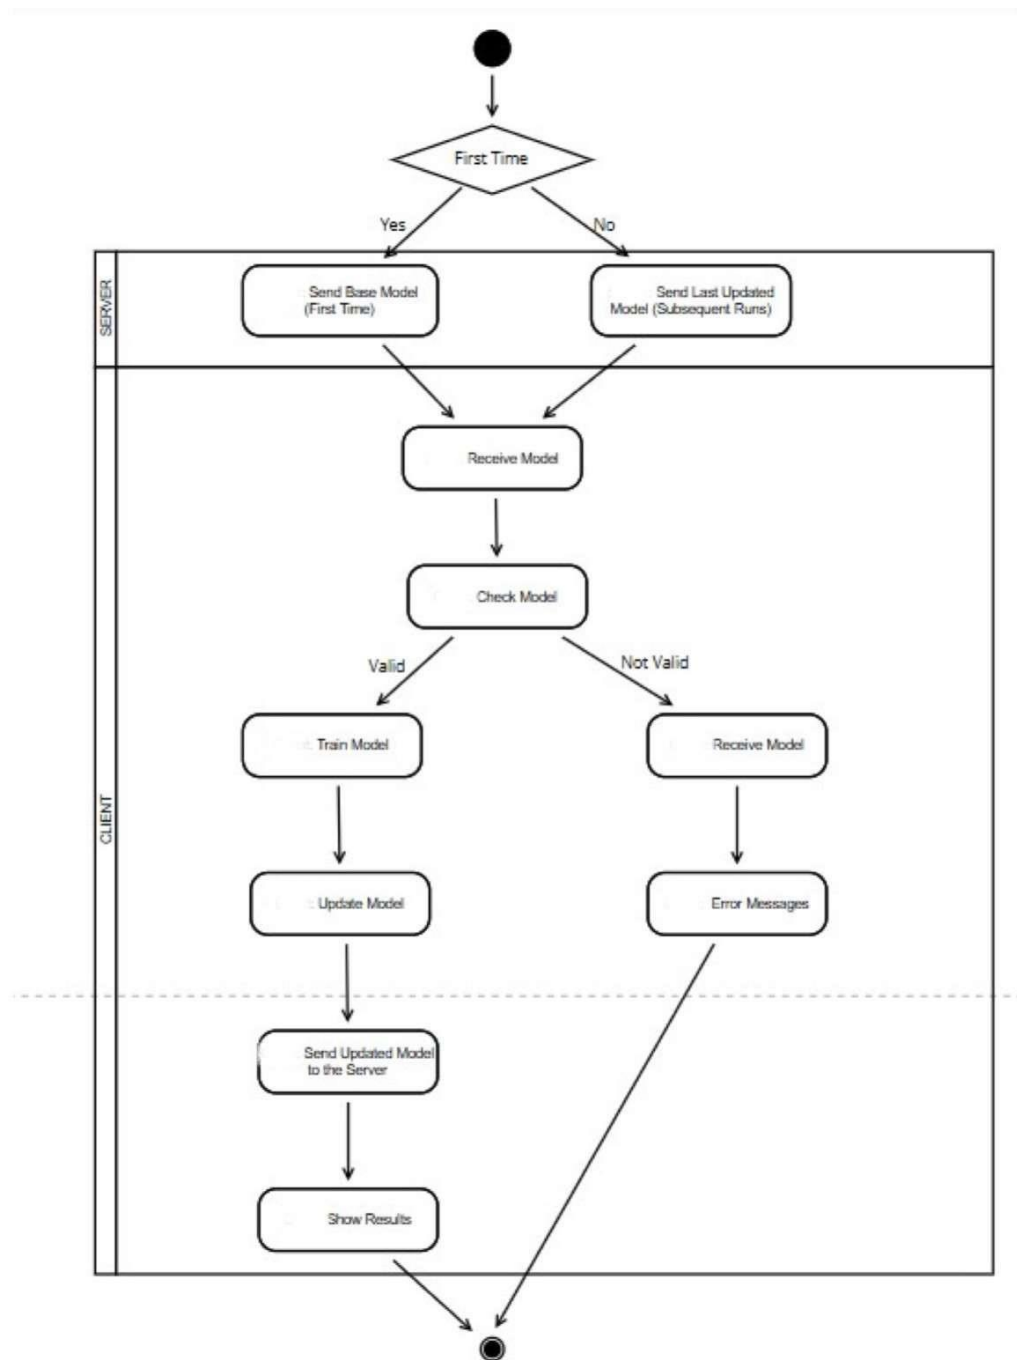 First Time
Yes
No
SERVER
Send Base Model
(First Time)
Send Last Updated
Model (Subsequent Runs)
CLIENT
Receive Model
Check Model
Valid
Not Valid
Train Model
Receive Model
Update Model
Error Messages
Send Updated Model
to the Server
Show Results